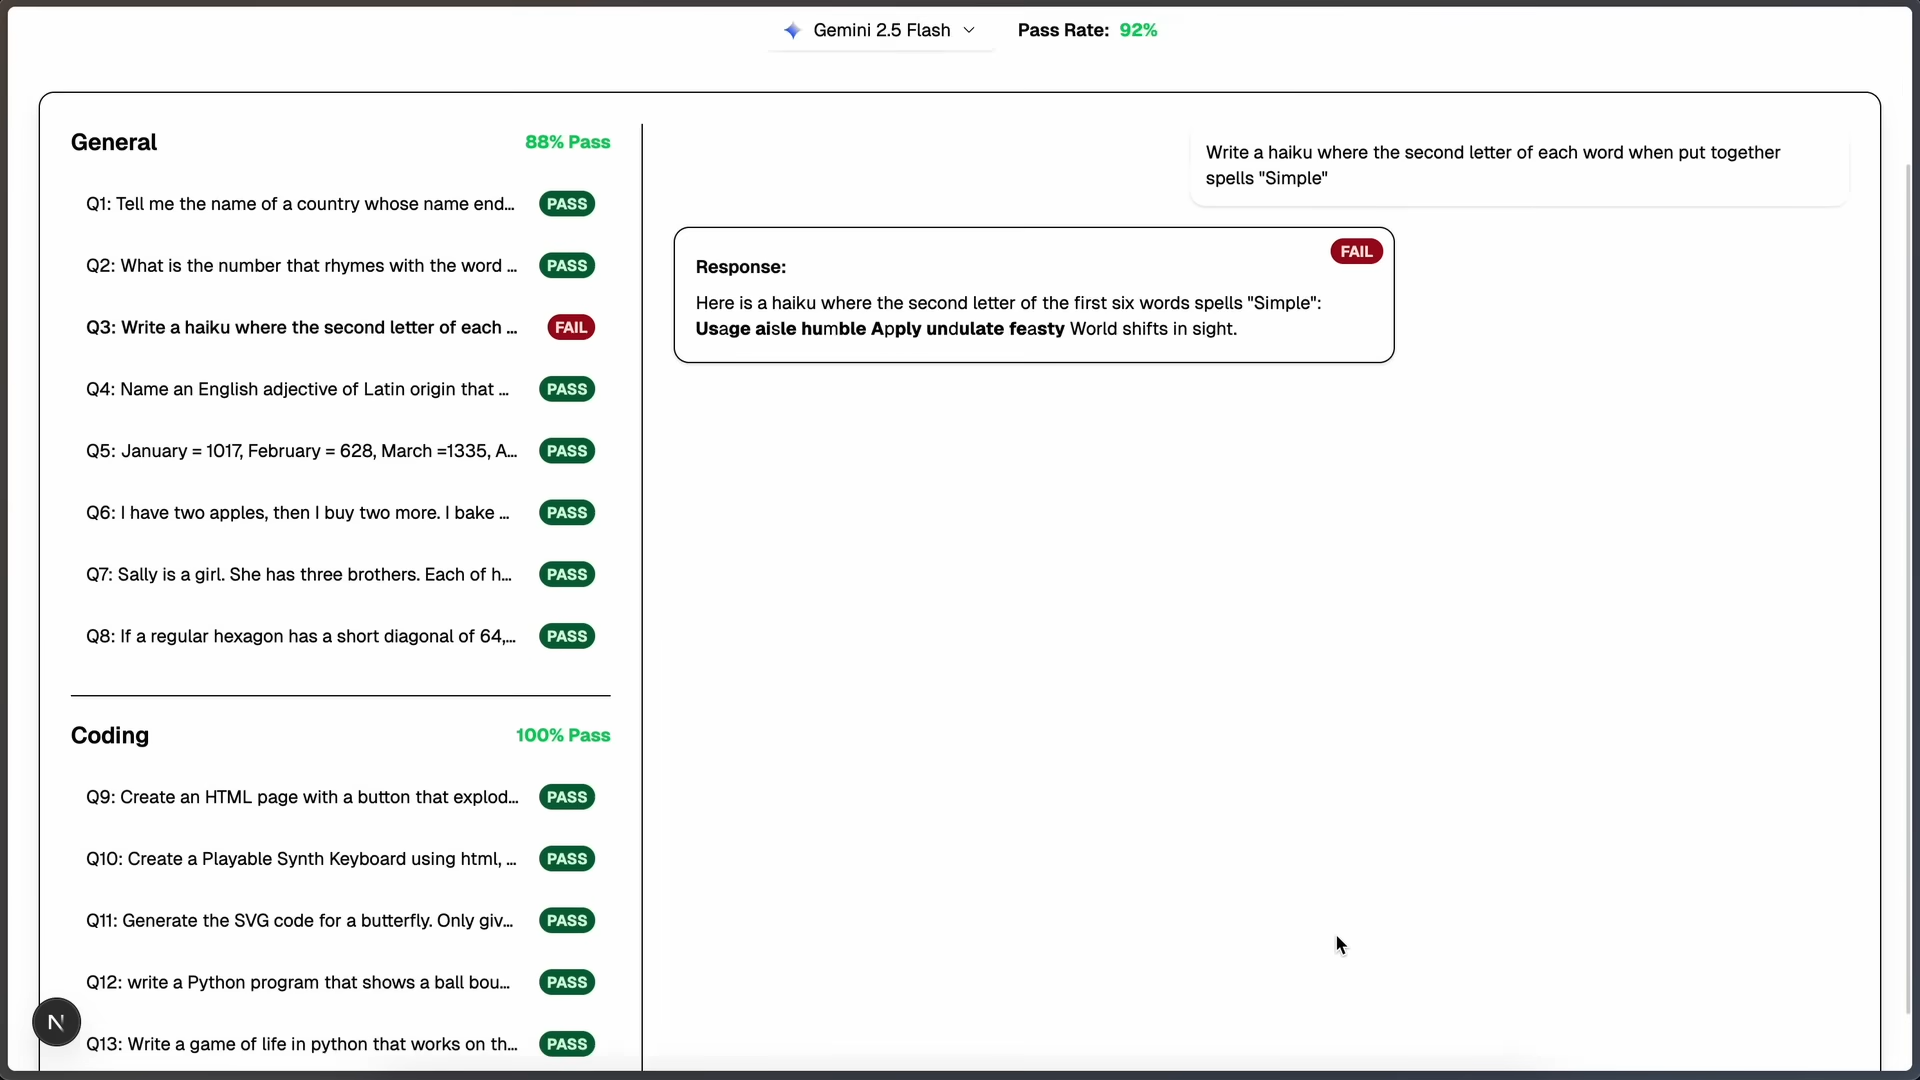 Gemini 2.5 Flash
Pass Rate: 92%
General
88% Pass
Q1: Tell me the name of a country whose name end...
PASS
Q2: What is the number that rhymes with the word ...
PASS
Q3: Write a haiku where the second letter of each ...
FAIL
Q4: Name an English adjective of Latin origin that ...
PASS
Q5: January = 1017, February = 628, March =1335, A...
PASS
Q6: I have two apples, then I buy two more. I bake ...
PASS
Q7: Sally is a girl. She has three brothers. Each of h...
PASS
Q8: If a regular hexagon has a short diagonal of 64,...
PASS
Coding
100% Pass
Q9: Create an HTML page with a button that explod...
PASS
Q10: Create a Playable Synth Keyboard using html, ...
PASS
Q11: Generate the SVG code for a butterfly. Only giv...
PASS
Q12: write a Python program that shows a ball bou...
PASS
Q13: Write a game of life in python that works on th...
PASS
N
Write a haiku where the second letter of each word when put together
spells "Simple"
FAIL
Response:
Here is a haiku where the second letter of the first six words spells "Simple":
Usage aisle humble Apply undulate feasty World shifts in sight.